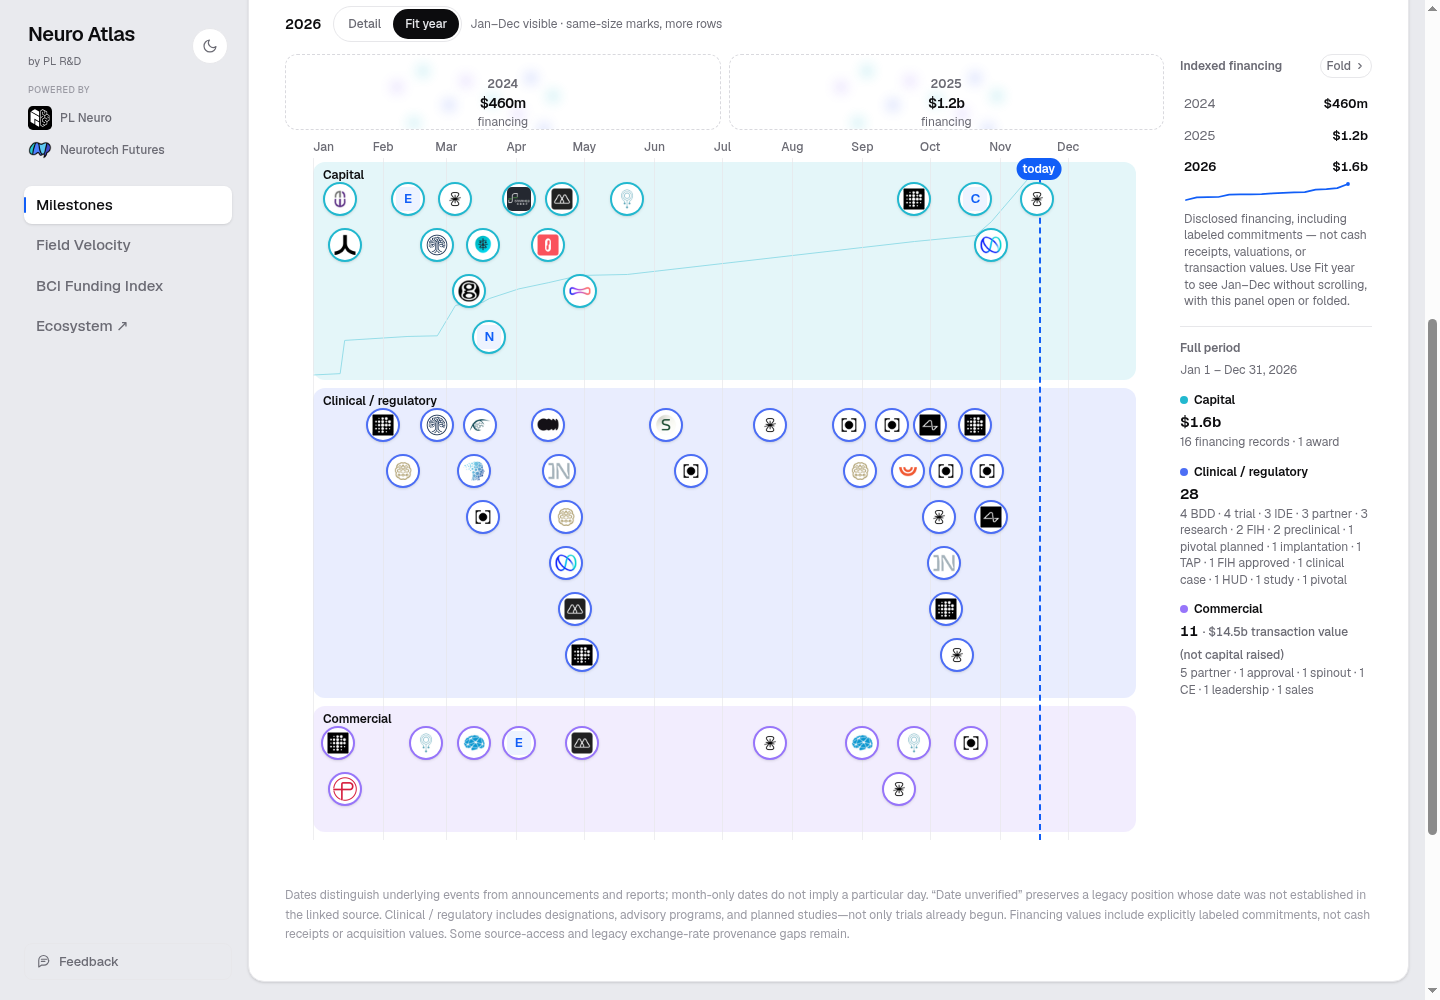 Neuro Atlas
by PL R&D
POWERED BY
PL Neuro
Neurotech Futures
Milestones
Field Velocity
BCI Funding Index
Ecosystem ↗
Feedback
2026 Detail Fit year Jan–Dec visible · same-size marks, more rows
2024
$460m
financing
2025
$1.2b
financing
Jan Feb Mar Apr May Jun Jul Aug Sep Oct Nov Dec
today
Capital
E
C
N
Clinical / regulatory
S
Commercial
E
Indexed financing Fold ›
2024 $460m
2025 $1.2b
2026 $1.6b
Disclosed financing, including
labeled commitments — not cash
receipts, valuations, or
transaction values. Use Fit year
to see Jan–Dec without scrolling,
with this panel open or folded.
Full period
Jan 1 – Dec 31, 2026
Capital
$1.6b
16 financing records · 1 award
Clinical / regulatory
28
4 BDD · 4 trial · 3 IDE · 3 partner · 3
research · 2 FIH · 2 preclinical · 1
pivotal planned · 1 implantation · 1
TAP · 1 FIH approved · 1 clinical
case · 1 HUD · 1 study · 1 pivotal
Commercial
11 · $14.5b transaction value
(not capital raised)
5 partner · 1 approval · 1 spinout · 1
CE · 1 leadership · 1 sales
Dates distinguish underlying events from announcements and reports; month-only dates do not imply a particular day. “Date unverified” preserves a legacy position whose date was not established in
the linked source. Clinical / regulatory includes designations, advisory programs, and planned studies—not only trials already begun. Financing values include explicitly labeled commitments, not cash
receipts or acquisition values. Some source-access and legacy exchange-rate provenance gaps remain.